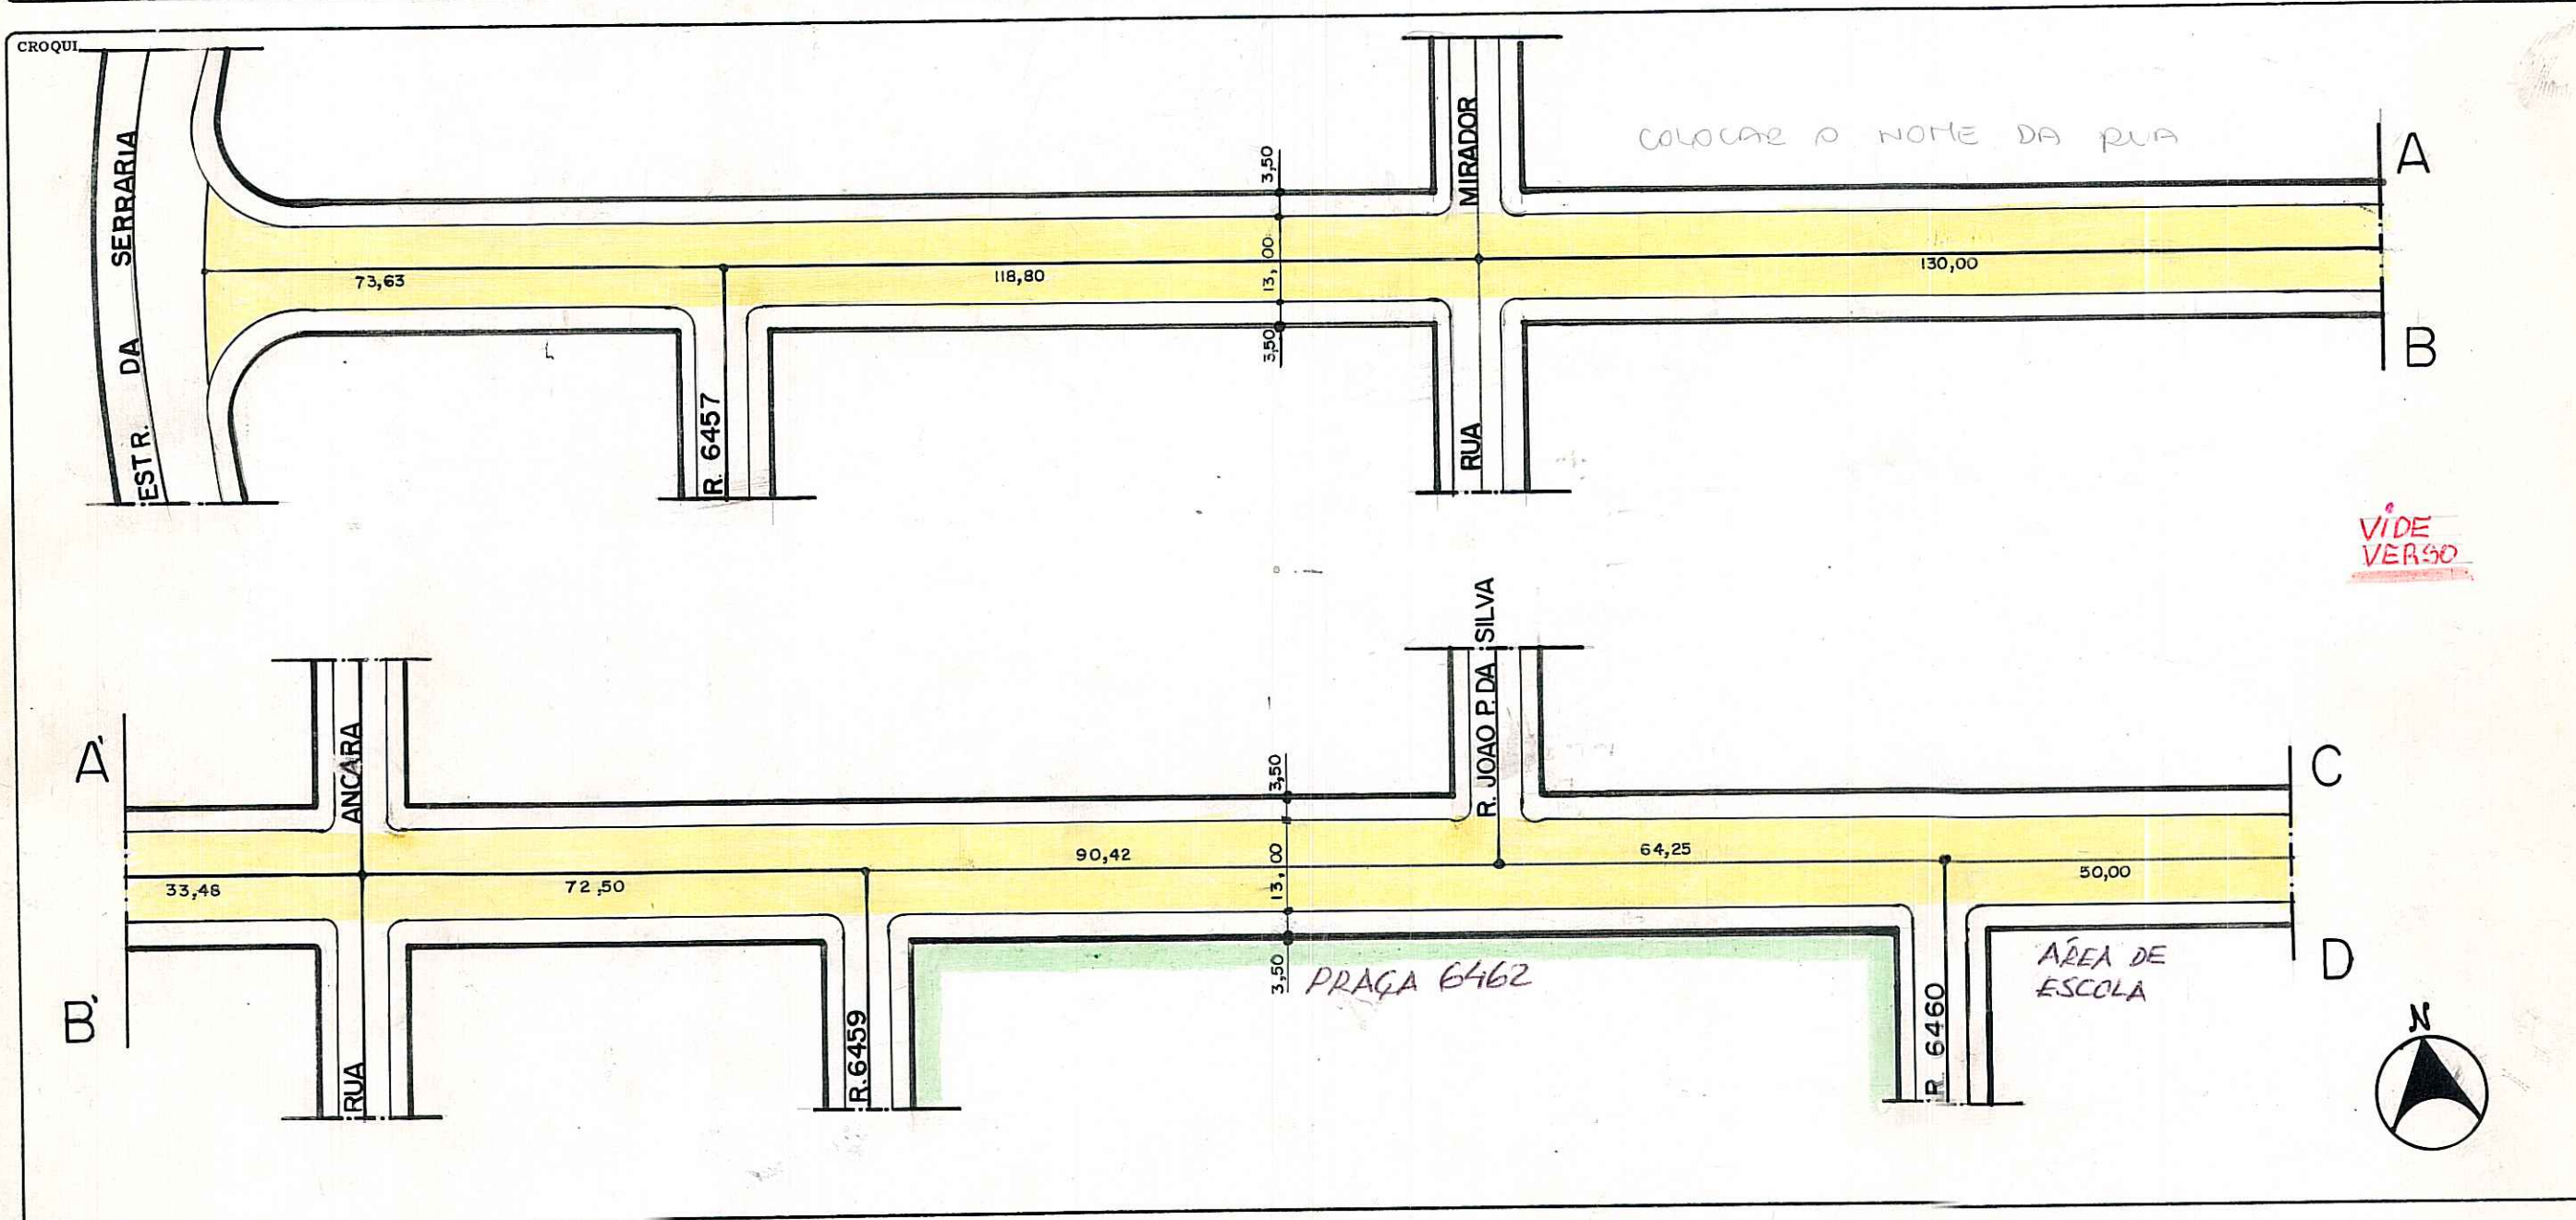 CROQUI
COLOCAR O NOME DA RUA
ESTR. DA SERRARIA
R. 6457
RUA MIRADOR
3,50
13,00
3,50
73,63
118,80
130,00
A
B
VIDE
VERSO
A'
B'
RUA ANCARA
R. 6459
R. JOAO P. DA SILVA
R. 6460
3,50
13,00
3,50
33,48
72,50
90,42
64,25
50,00
C
D
PRAÇA 6462
ÁREA DE
ESCOLA
N